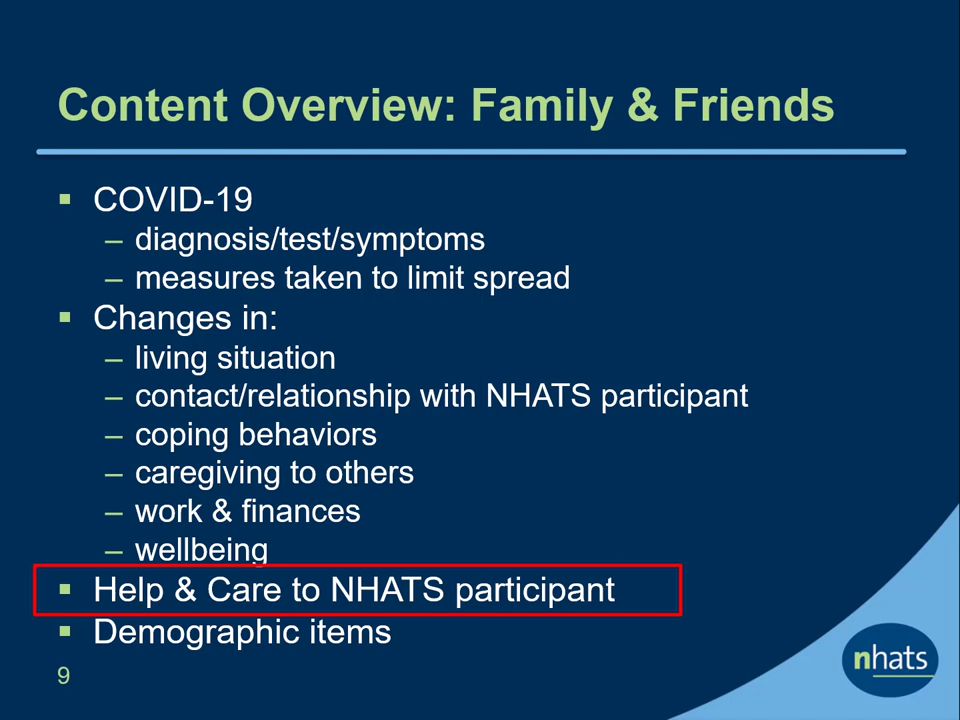 Content Overview: Family & Friends
▪ COVID-19
– diagnosis/test/symptoms
– measures taken to limit spread
▪ Changes in:
– living situation
– contact/relationship with NHATS participant
– coping behaviors
– caregiving to others
– work & finances
– wellbeing
▪ Help & Care to NHATS participant
▪ Demographic items
9
nhats